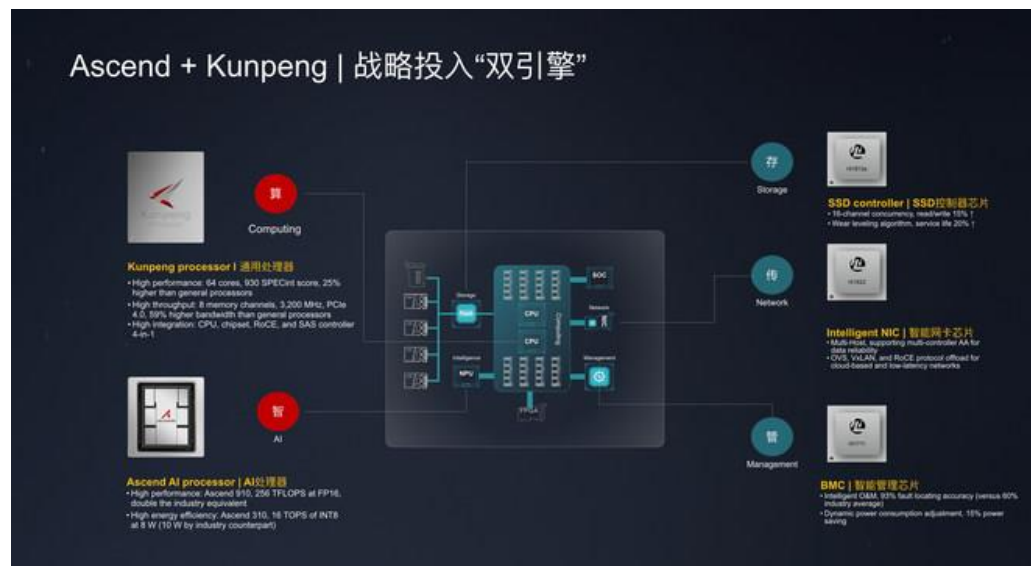 Ascend + Kunpeng | 战略投入“双引擎”
Kunpeng
算
Computing
Kunpeng processor | 通用处理器
• High performance: 64 cores, 930 SPECint score, 25%
higher than general processors
• High throughput: 8 memory channels, 3,200 MHz, PCIe
4.0, 59% higher bandwidth than general processors
• High integration: CPU, chipset, RoCE, and SAS controller
4-in-1
智
AI
Ascend AI processor | AI处理器
• High performance: Ascend 910, 256 TFLOPS at FP16,
double the industry equivalent
• High energy efficiency: Ascend 310, 16 TOPS of INT8
at 8 W (10 W by industry counterpart)
Storage
CPU
CPU
Computing
SOC
Network
Intelligence
NPU
Management
FPGA
存
Storage
SSD controller | SSD控制器芯片
• 16-channel concurrency, read/write 15% ↑
• Wear leveling algorithm, service life 20% ↑
传
Network
Hi1822
Intelligent NIC | 智能网卡芯片
• Multi-Host, supporting multi-controller AA for
data reliability
• OVS, VxLAN, and RoCE protocol offload for
cloud-based and low-latency networks
管
Management
BMC | 智能管理芯片
• Intelligent O&M, 93% fault locating accuracy (versus 60%
industry average)
• Dynamic power consumption adjustment, 15% power
saving